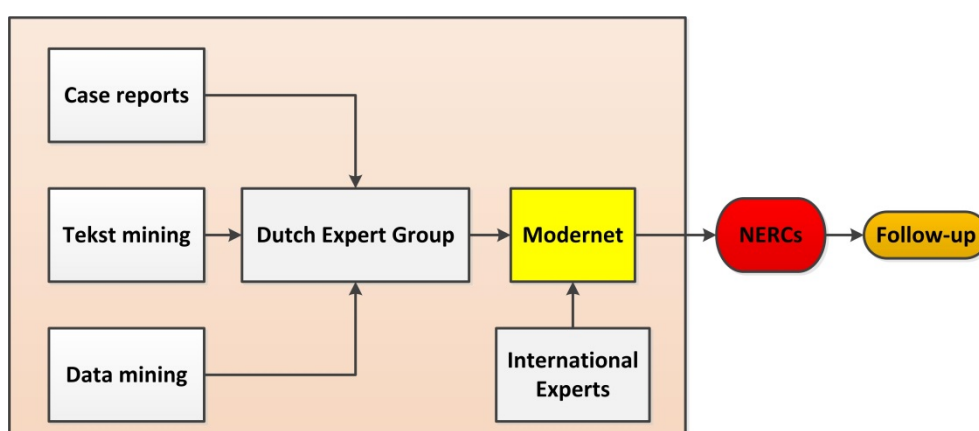 Case reports
Tekst mining
Dutch Expert Group
Modernet
NERCs
Follow-up
Data mining
International
Experts